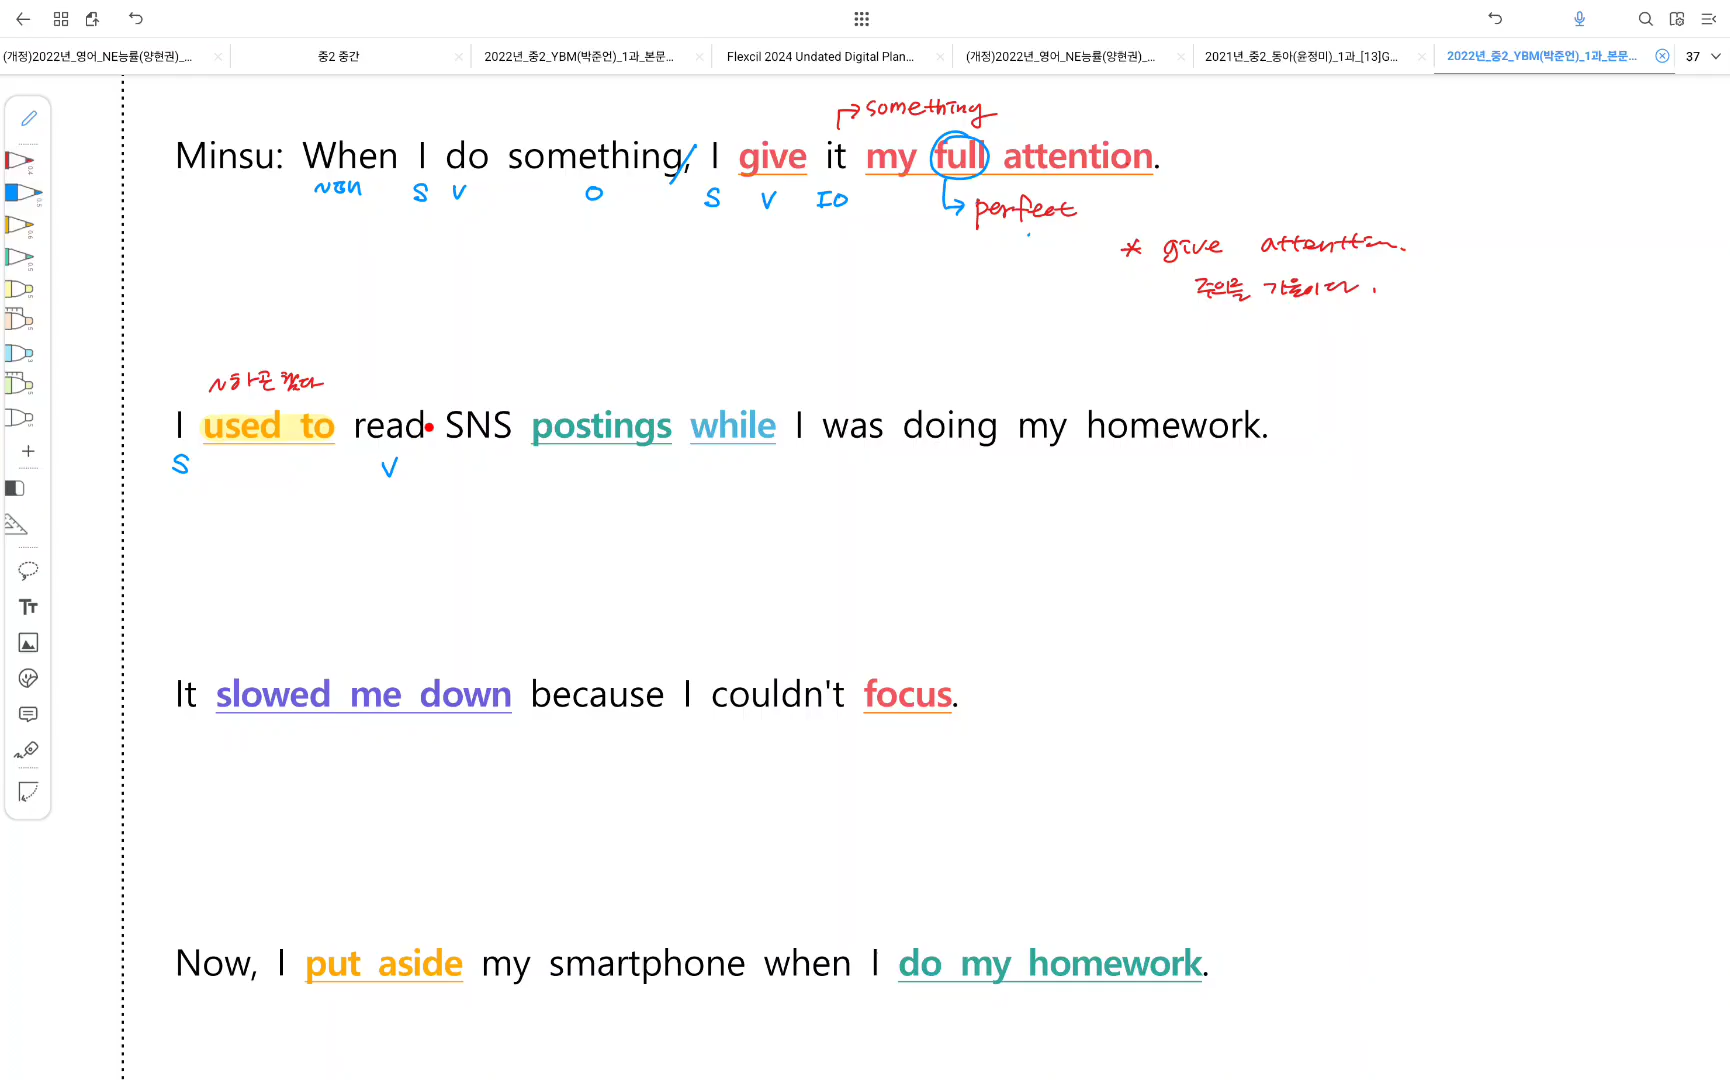 (개정)2022년_영어_NE능률(양현권)_...
중2 중간
2022년_중2_YBM(박준언)_1과_본문...
Flexcil 2024 Undated Digital Plan...
(개정)2022년_영어_NE능률(양현권)_...
2021년_중2_동아(윤정미)_1과_[13]G...
2022년_중2_YBM(박준언)_1과_본문...
37
something
Minsu: When I do something, I give it my full attention.
~할때 S V O S V IO
perfect
* give attention.
주의를 기울이다.
~하곤 했다
I used to read SNS postings while I was doing my homework.
S V
It slowed me down because I couldn't focus.
Now, I put aside my smartphone when I do my homework.
Tт